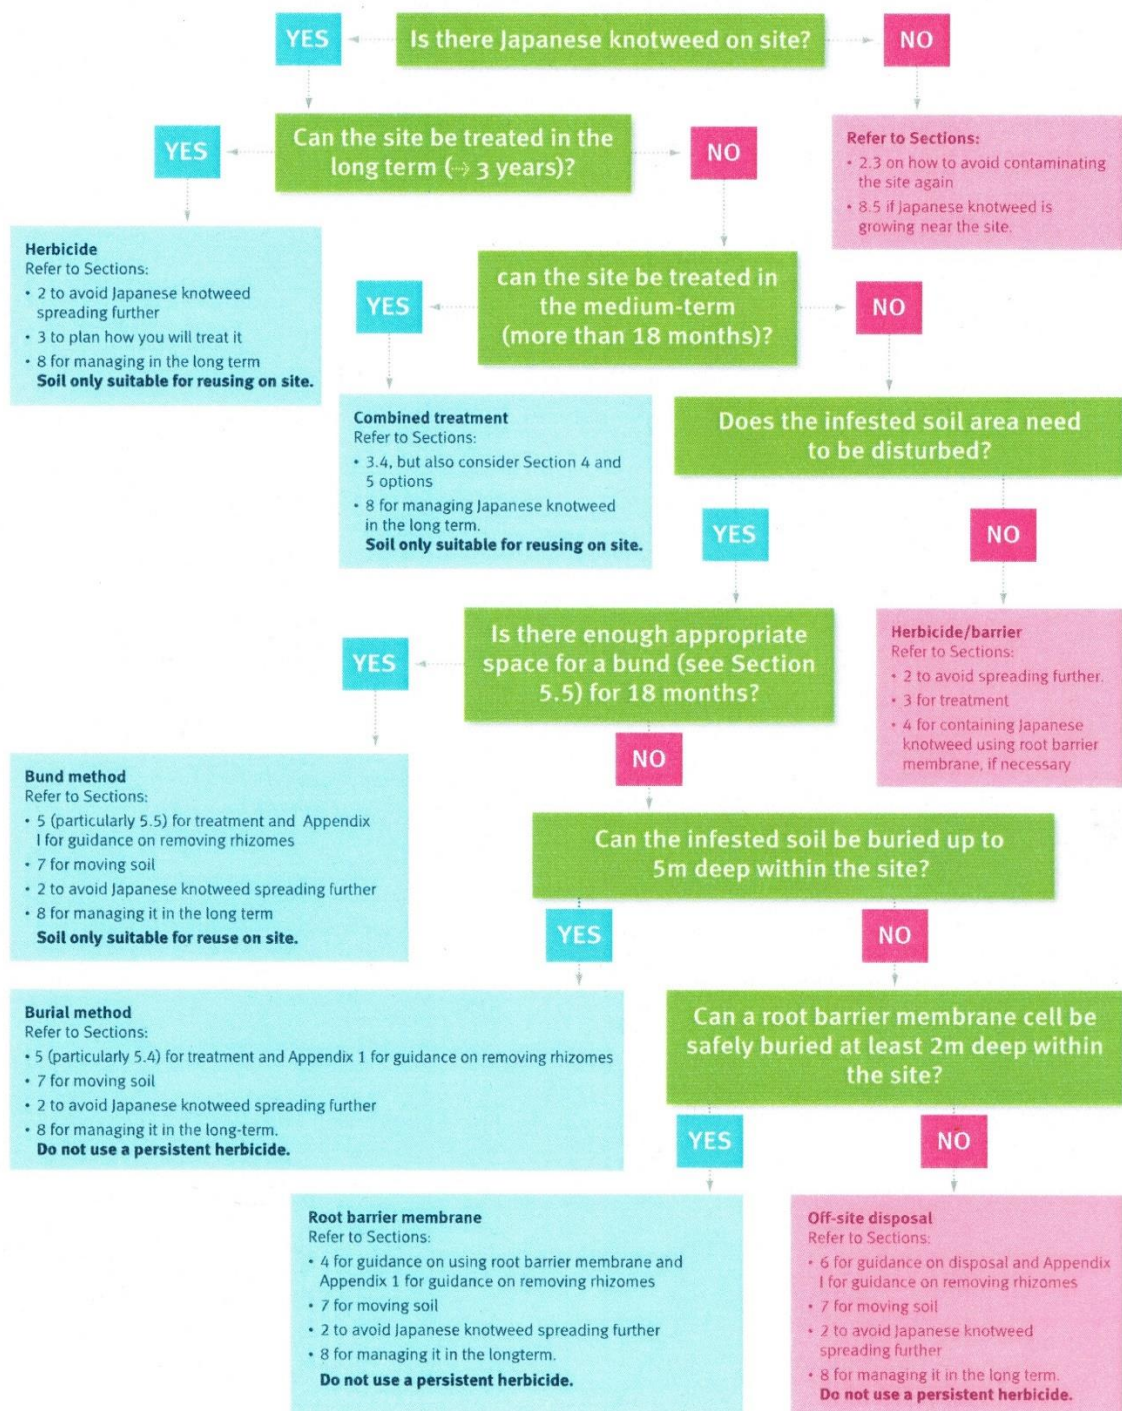 YES
Is there Japanese knotweed on site?
NO
YES
Can the site be treated in the
long term (→ 3 years)?
NO
Refer to Sections:
• 2.3 on how to avoid contaminating
the site again
• 8.5 if Japanese knotweed is
growing near the site.
Herbicide
Refer to Sections:
• 2 to avoid Japanese knotweed
spreading further
• 3 to plan how you will treat it
• 8 for managing in the long term
Soil only suitable for reusing on site.
YES
can the site be treated in
the medium-term
(more than 18 months)?
NO
Combined treatment
Refer to Sections:
• 3.4, but also consider Section 4 and
5 options
• 8 for managing Japanese knotweed
in the long term.
Soil only suitable for reusing on site.
Does the infested soil area need
to be disturbed?
YES
NO
YES
Is there enough appropriate
space for a bund (see Section
5.5) for 18 months?
NO
Herbicide/barrier
Refer to Sections:
• 2 to avoid spreading further.
• 3 for treatment
• 4 for containing Japanese
knotweed using root barrier
membrane, if necessary
Bund method
Refer to Sections:
• 5 (particularly 5.5) for treatment and Appendix
I for guidance on removing rhizomes
• 7 for moving soil
• 2 to avoid Japanese knotweed spreading further
• 8 for managing it in the long term
Soil only suitable for reuse on site.
Can the infested soil be buried up to
5m deep within the site?
YES
NO
Burial method
Refer to Sections:
• 5 (particularly 5.4) for treatment and Appendix 1 for guidance on removing rhizomes
• 7 for moving soil
• 2 to avoid Japanese knotweed spreading further
• 8 for managing it in the long-term.
Do not use a persistent herbicide.
Can a root barrier membrane cell be
safely buried at least 2m deep within
the site?
YES
NO
Root barrier membrane
Refer to Sections:
• 4 for guidance on using root barrier membrane and
Appendix 1 for guidance on removing rhizomes
• 7 for moving soil
• 2 to avoid Japanese knotweed spreading further
• 8 for managing it in the longterm.
Do not use a persistent herbicide.
Off-site disposal
Refer to Sections:
• 6 for guidance on disposal and Appendix
I for guidance on removing rhizomes
• 7 for moving soil
• 2 to avoid Japanese knotweed
spreading further
• 8 for managing it in the long term.
Do not use a persistent herbicide.